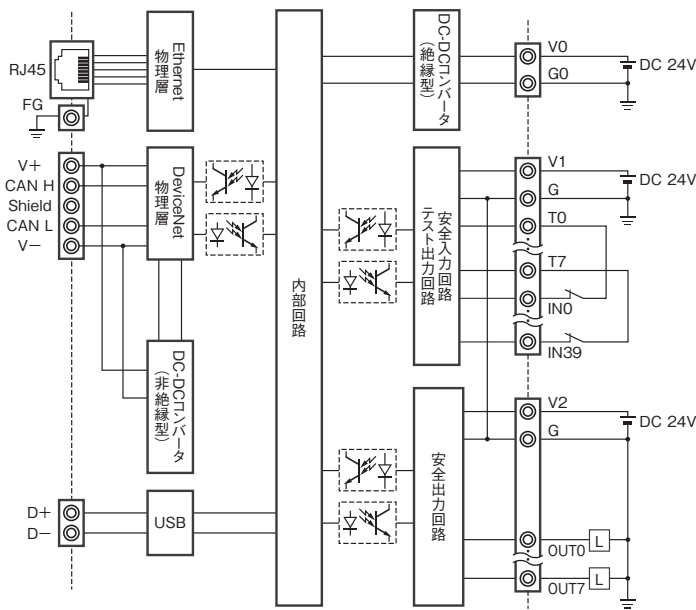 RJ45
FG
Ethernet
物理層
V+
CAN H
Shield
CAN L
V−
DeviceNet
物理層
DC-DCコンバータ
（非絶縁型）
D+
D−
USB
内部回路
DC-DCコンバータ
（絶縁型）
V0
G0
DC 24V
安全入力回路
テスト出力回路
V1
G
T0
T7
IN0
IN39
DC 24V
安全出力回路
V2
G
DC 24V
OUT0
L
OUT7
L